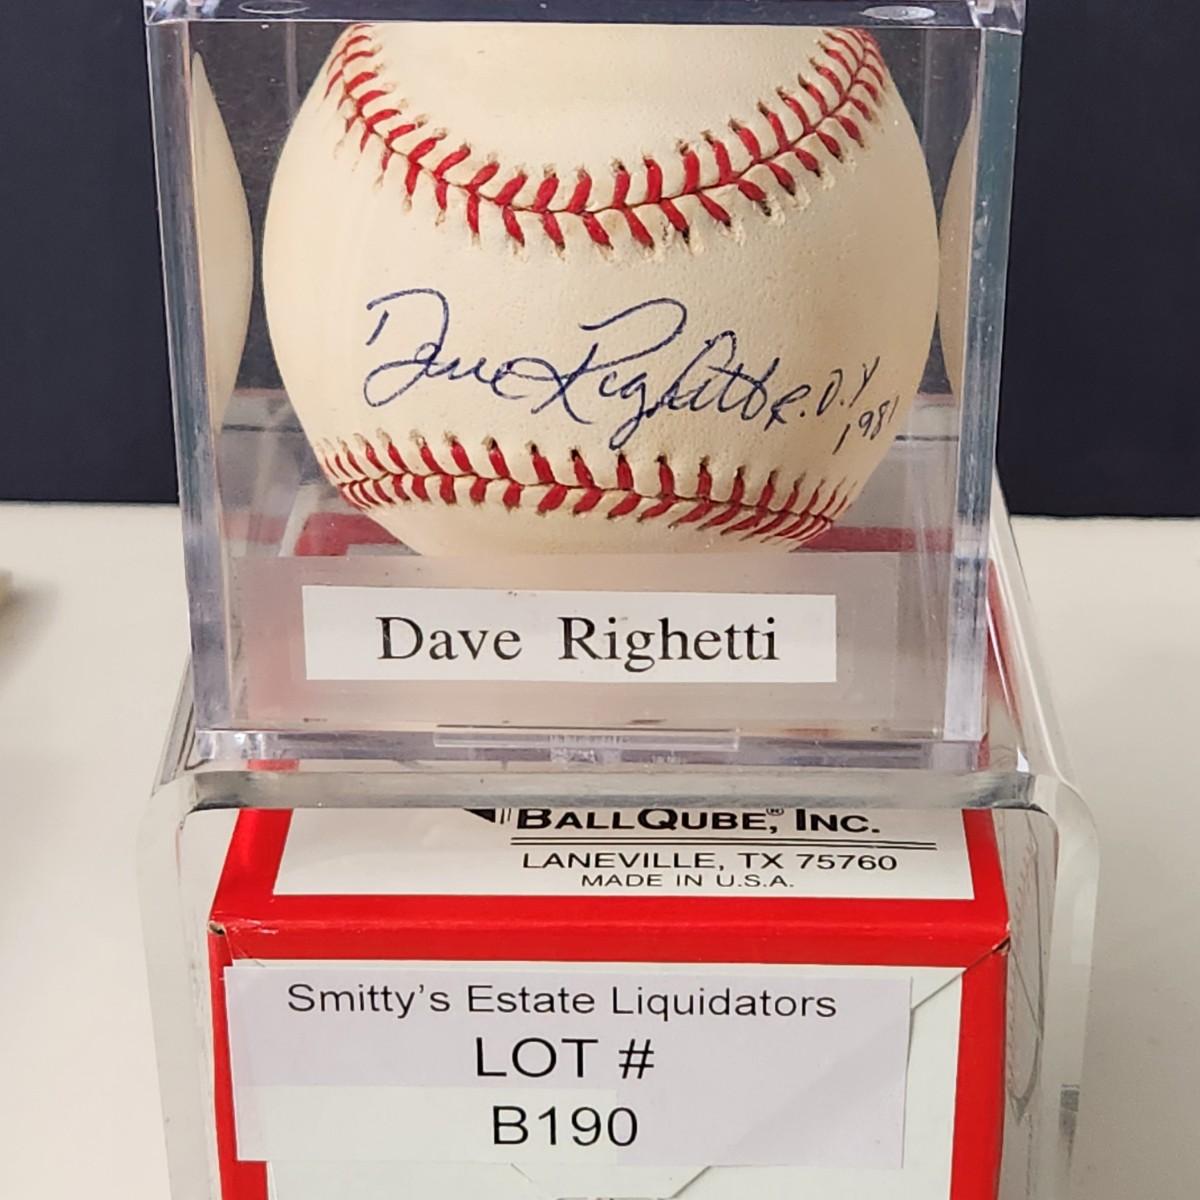 Dave Righetti R.O.Y
1981
Dave Righetti
BALLQUBE,® INC.
LANEVILLE, TX 75760
MADE IN U.S.A.
Smitty's Estate Liquidators
LOT #
B190